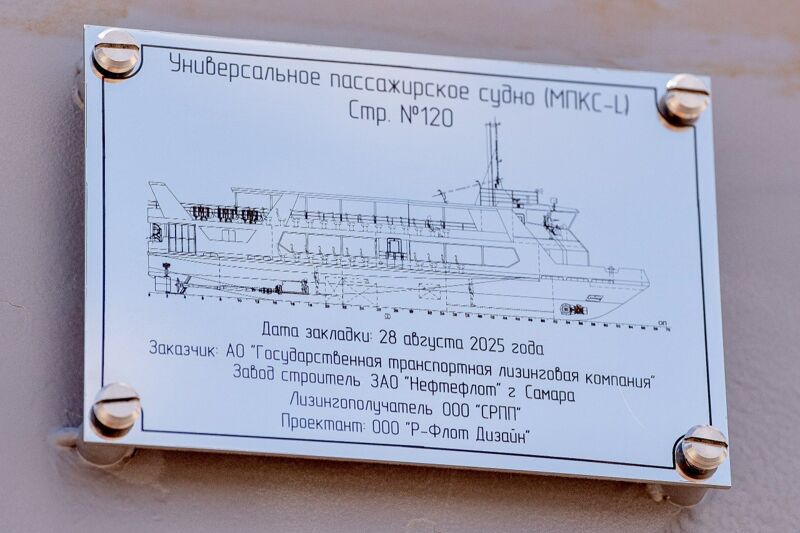 Универсальное пассажирское судно (МПКС-L)
Стр. №120
Дата закладки: 28 августа 2025 года
Заказчик: АО "Государственная транспортная лизинговая компания"
Завод строитель ЗАО "Нефтефлот" г Самара
Лизингополучатель ООО "СРПП"
Проектант: ООО "Р-Флот Дизайн"